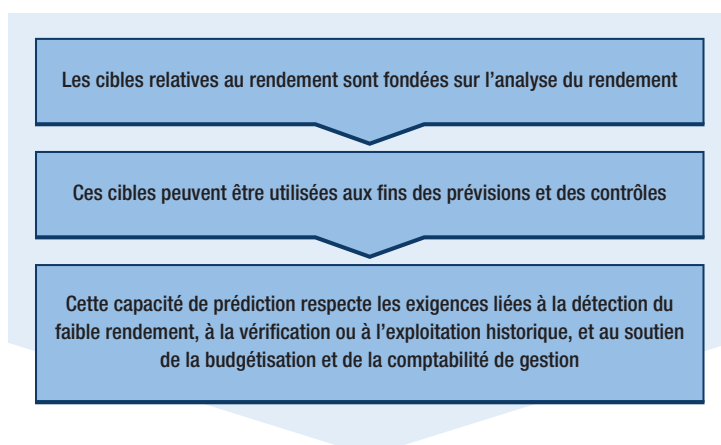 Les cibles relatives au rendement sont fondées sur l’analyse du rendement
Ces cibles peuvent être utilisées aux fins des prévisions et des contrôles
Cette capacité de prédiction respecte les exigences liées à la détection du
faible rendement, à la vérification ou à l’exploitation historique, et au soutien
de la budgétisation et de la comptabilité de gestion